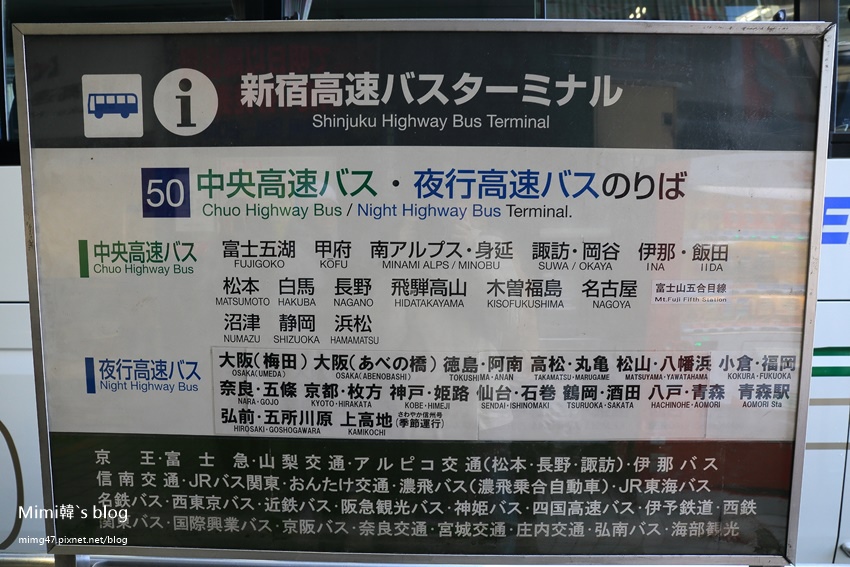 新宿高速バスターミナル
Shinjuku Highway Bus Terminal
50 中央高速バス・夜行高速バスのりば
Chuo Highway Bus / Night Highway Bus Terminal.
中央高速バス 富士五湖 甲府 南アルプス・身延 諏訪・岡谷 伊那・飯田
Chuo Highway Bus FUJIGOKO KŌFU MINAMI ALPS / MINOBU SUWA / OKAYA INA IIDA
松本 白馬 長野 飛騨高山 木曽福島 名古屋 富士山五合目線
MATSUMOTO HAKUBA NAGANO HIDATAKAYAMA KISOFUKUSHIMA NAGOYA Mt.Fuji Fifth Station
沼津 静岡 浜松
NUMAZU SHIZUOKA HAMAMATSU
夜行高速バス 大阪(梅田) 大阪(あべの橋) 徳島・阿南 高松・丸亀 松山・八幡浜 小倉・福岡
Night Highway Bus OSAKA(UMEDA) OSAKA(ABENOBASHI) TOKUSHIMA・ANAN TAKAMATSU・MARUGAME MATSUYAMA・YAWATAHAMA KOKURA・FUKUOKA
奈良・五條 京都・枚方 神戸・姫路 仙台・石巻 鶴岡・酒田 八戸・青森 青森駅
NARA・GOJO KYOTO・HIRAKATA KOBE・HIMEJI SENDAI・ISHINOMAKI TSURUOKA・SAKATA HACHINOHE・AOMORI AOMORI Sta
弘前・五所川原 上高地 さわやか信州号 (季節運行)
HIROSAKI・GOSHOGAWARA KAMIKOCHI
京王・富士急・山梨交通・アルピコ交通(松本・長野・諏訪)・伊那バス
信南交通・JRバス関東・おんたけ交通・濃飛バス(濃飛乗合自動車)・JR東海バス
名鉄バス・西東京バス・近鉄バス・阪急観光バス・神姫バス・四国高速バス・伊予鉄道・西鉄
関東バス・国際興業バス・京阪バス・奈良交通・宮城交通・庄内交通・弘南バス・海部観光
Mimi韓`s blog
mimg47.pixnet.net/blog